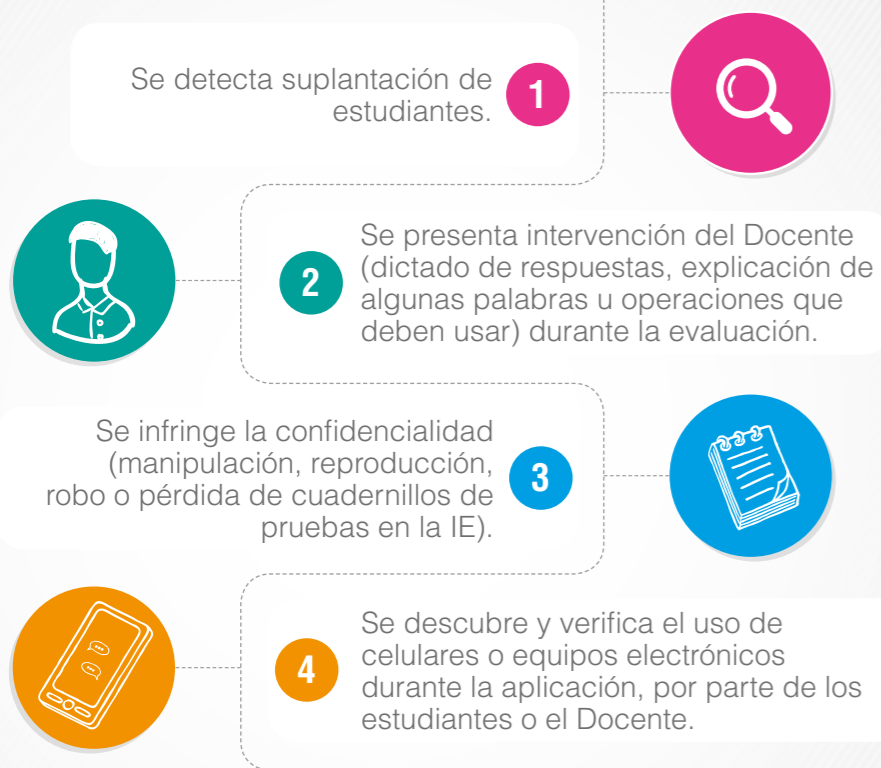 Se detecta suplantación de
estudiantes.
1
2
Se presenta intervención del Docente
(dictado de respuestas, explicación de
algunas palabras u operaciones que
deben usar) durante la evaluación.
Se infringe la confidencialidad
(manipulación, reproducción,
robo o pérdida de cuadernillos de
pruebas en la IE).
3
4
Se descubre y verifica el uso de
celulares o equipos electrónicos
durante la aplicación, por parte de los
estudiantes o el Docente.